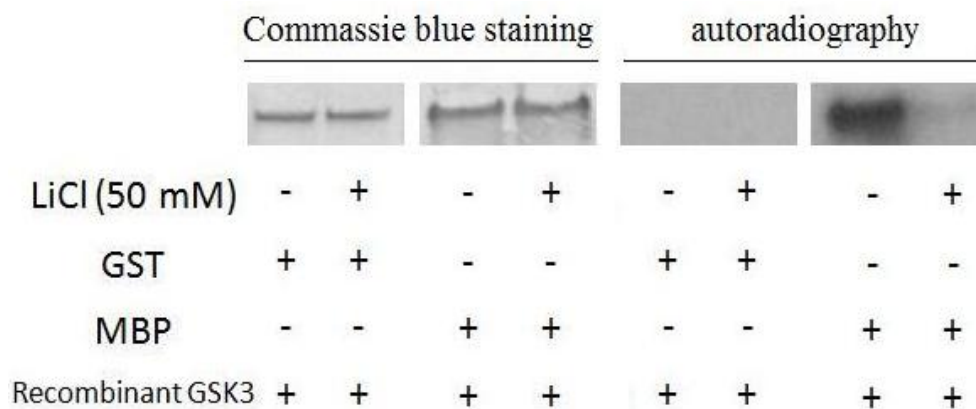 Commassie blue staining autoradiography
LiCl (50 mM) - + - + - + - +
GST + + - - + + - -
MBP - - + + - - + +
Recombinant GSK3 + + + + + + + +